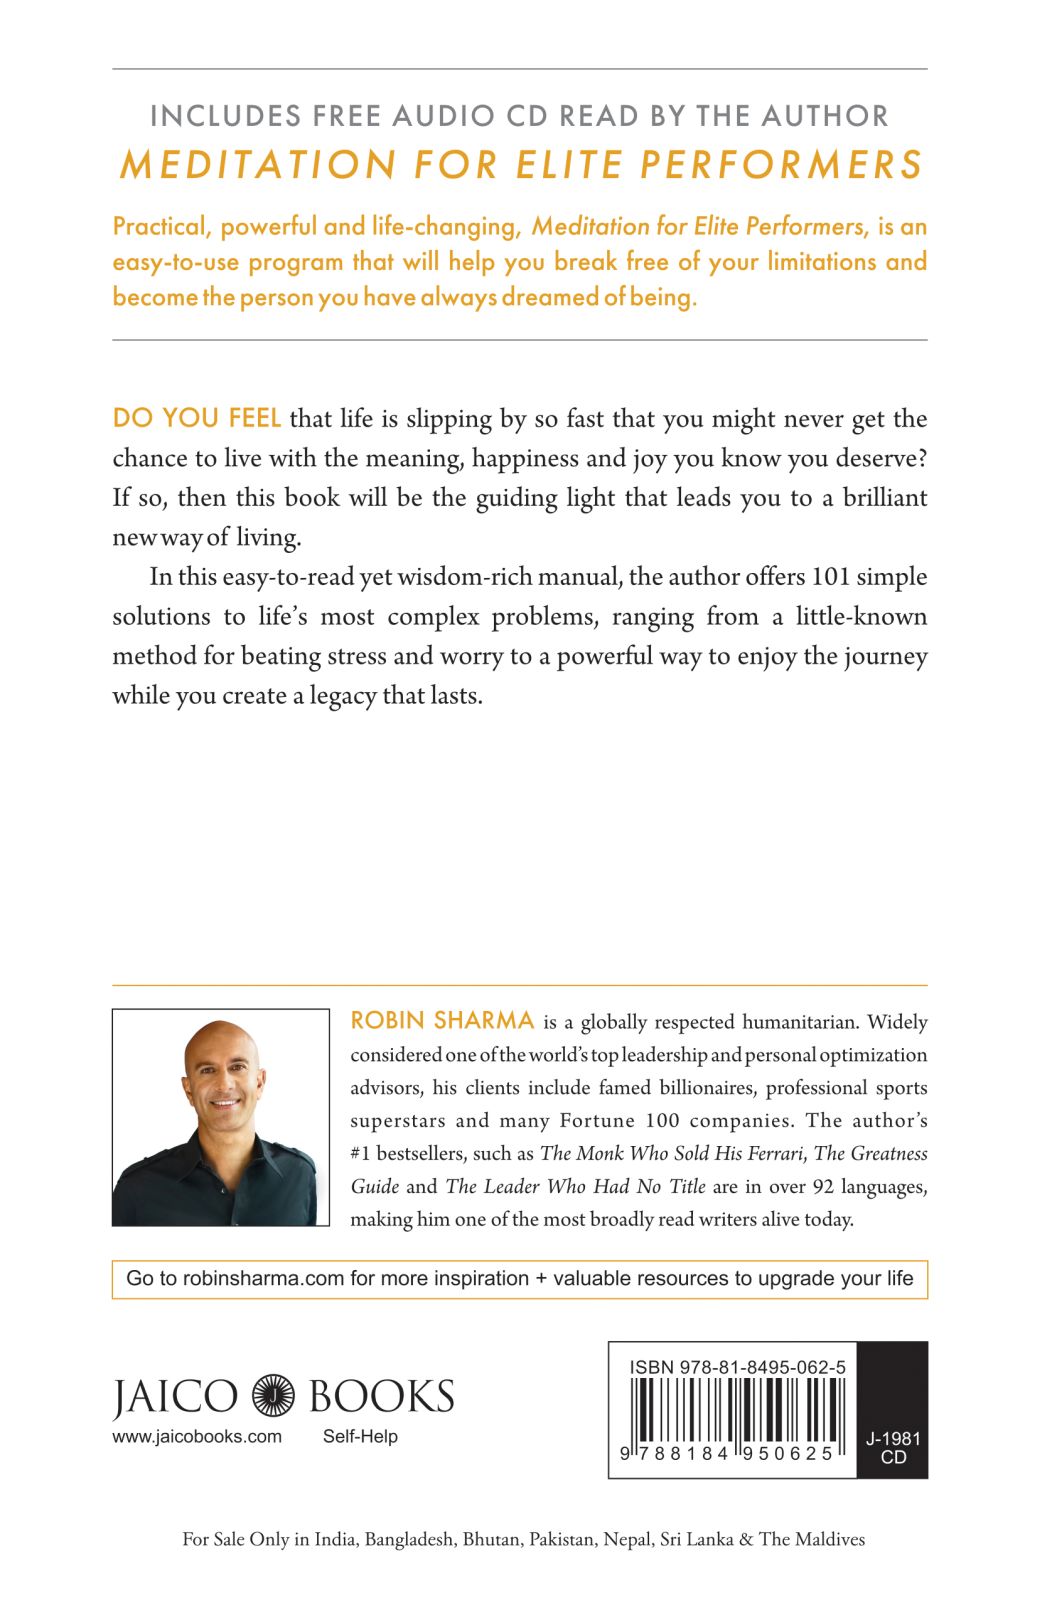 INCLUDES FREE AUDIO CD READ BY THE AUTHOR
MEDITATION FOR ELITE PERFORMERS
Practical, powerful and life-changing, Meditation for Elite Performers, is an
easy-to-use program that will help you break free of your limitations and
become the person you have always dreamed of being.
DO YOU FEEL that life is slipping by so fast that you might never get the
chance to live with the meaning, happiness and joy you know you deserve?
If so, then this book will be the guiding light that leads you to a brilliant
new way of living.
In this easy-to-read yet wisdom-rich manual, the author offers 101 simple
solutions to life's most complex problems, ranging from a little-known
method for beating stress and worry to a powerful way to enjoy the journey
while you create a legacy that lasts.
ROBIN SHARMA is a globally respected humanitarian. Widely
considered one of the world's top leadership and personal optimization
advisors, his clients include famed billionaires, professional sports
superstars and many Fortune 100 companies. The author's
#1 bestsellers, such as The Monk Who Sold His Ferrari, The Greatness
Guide and The Leader Who Had No Title are in over 92 languages,
making him one of the most broadly read writers alive today.
Go to robinsharma.com for more inspiration + valuable resources to upgrade your life
JAICO J BOOKS
www.jaicobooks.com Self-Help
ISBN 978-81-8495-062-5
9 788184 950625
J-1981
CD
For Sale Only in India, Bangladesh, Bhutan, Pakistan, Nepal, Sri Lanka & The Maldives